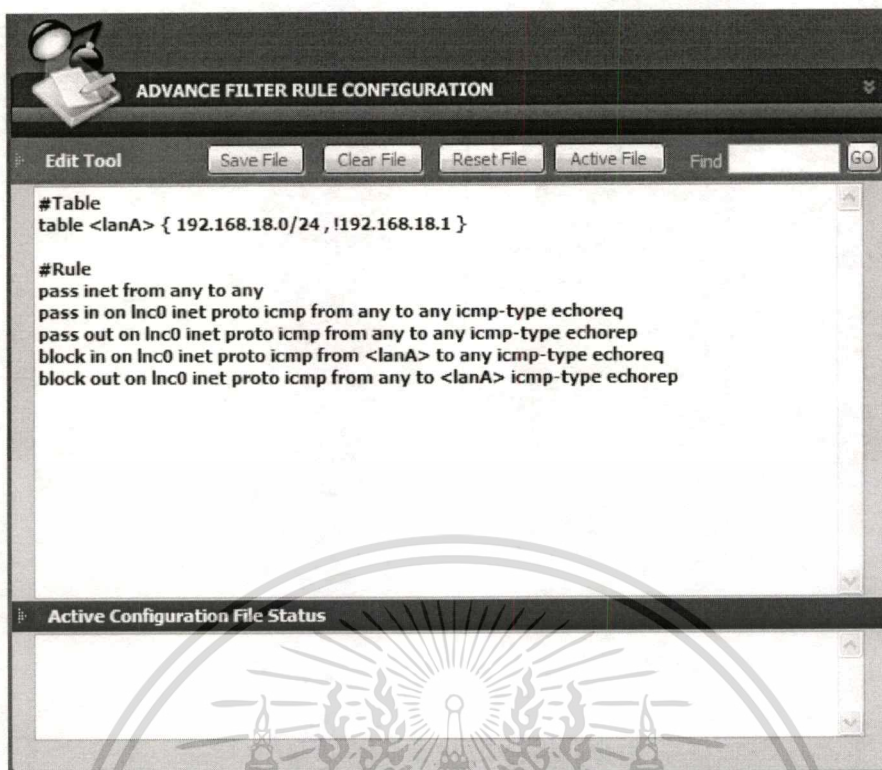 ADVANCE FILTER RULE CONFIGURATION
Edit Tool Save File Clear File Reset File Active File Find GO
#Table
table <lanA> { 192.168.18.0/24 , !192.168.18.1 }
#Rule
pass inet from any to any
pass in on lnc0 inet proto icmp from any to any icmp-type echoreq
pass out on lnc0 inet proto icmp from any to any icmp-type echorep
block in on lnc0 inet proto icmp from <lanA> to any icmp-type echoreq
block out on lnc0 inet proto icmp from any to <lanA> icmp-type echorep
Active Configuration File Status